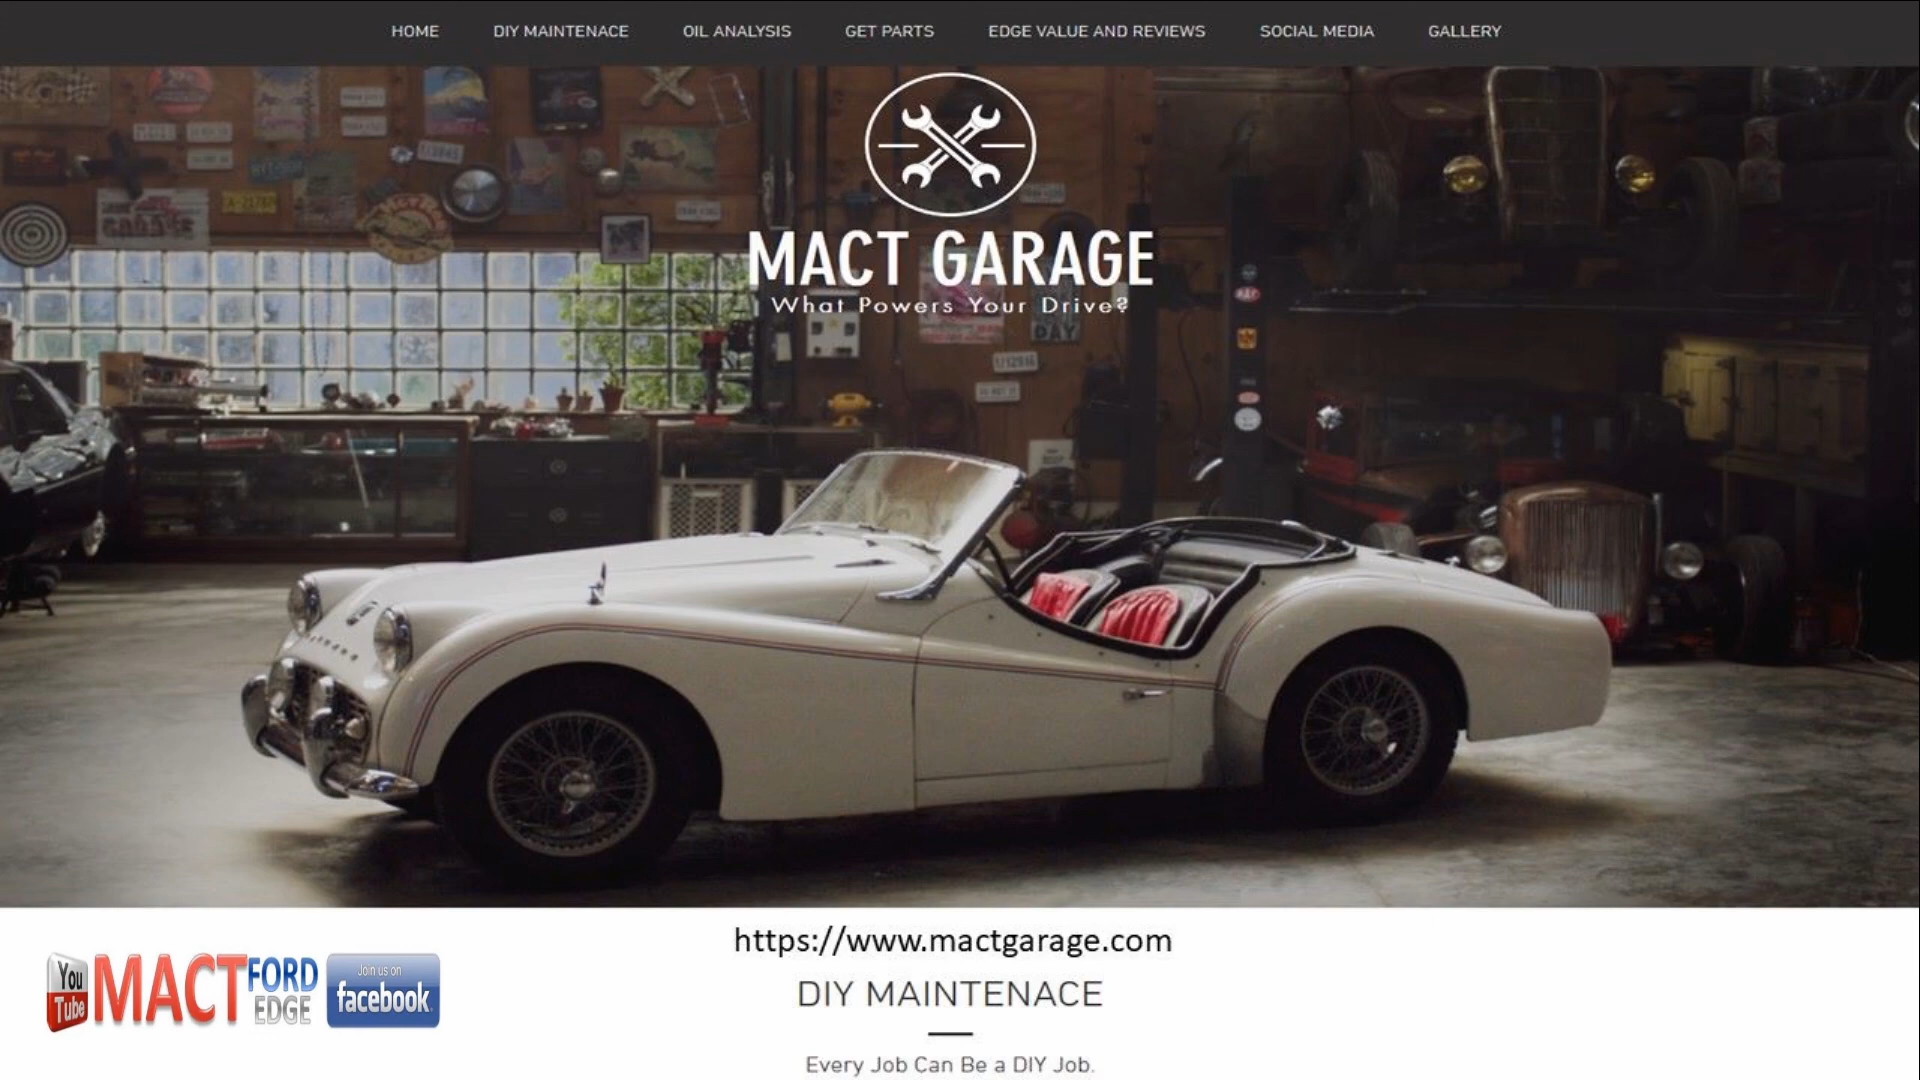 HOME DIY MAINTENACE OIL ANALYSIS GET PARTS EDGE VALUE AND REVIEWS SOCIAL MEDIA GALLERY
MACT GARAGE
What Powers Your Drive?
DAY
https://www.mactgarage.com
You
Tube
MACT
FORD
EDGE
Join us on
facebook
DIY MAINTENACE
Every Job Can Be a DIY Job.